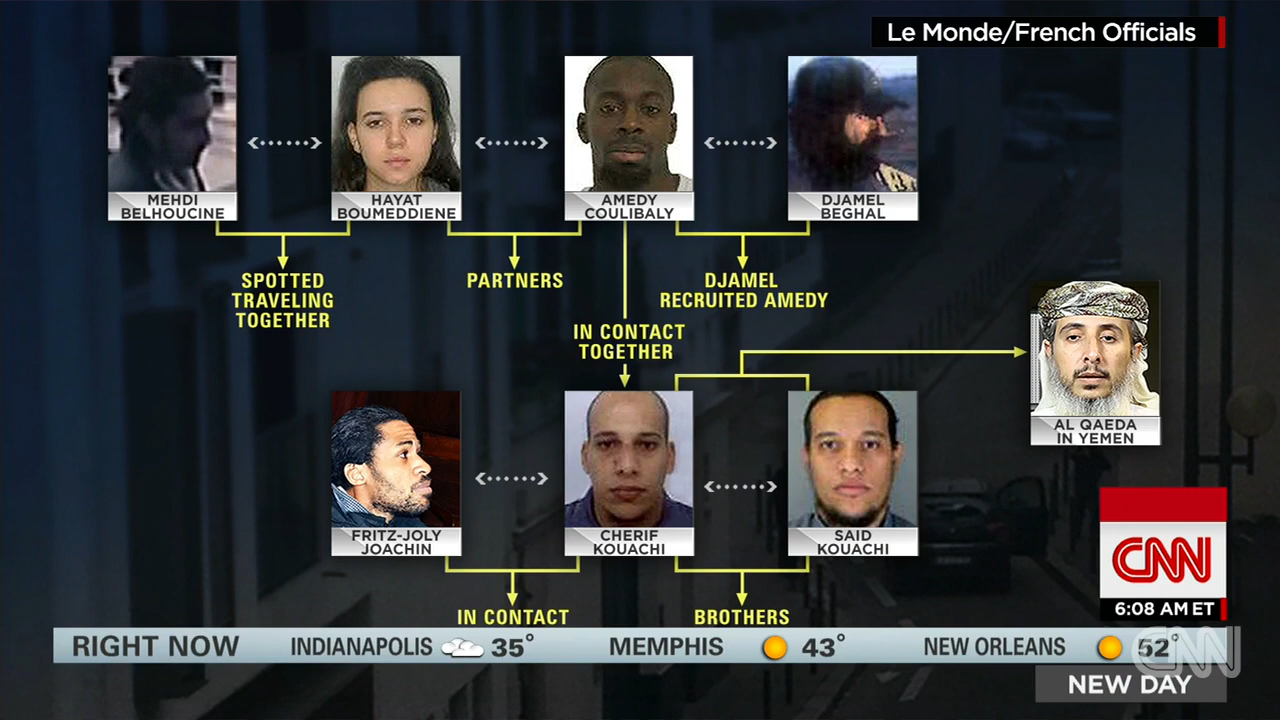 Le Monde/French Officials
MEHDI
BELHOUCINE
HAYAT
BOUMEDDIENE
AMEDY
COULIBALY
DJAMEL
BEGHAL
SPOTTED
TRAVELING
TOGETHER
PARTNERS
DJAMEL
RECRUITED AMEDY
IN CONTACT
TOGETHER
AL QAEDA
IN YEMEN
FRITZ-JOLY
JOACHIN
CHERIF
KOUACHI
SAID
KOUACHI
IN CONTACT
BROTHERS
CNN
6:08 AM ET
RIGHT NOW INDIANAPOLIS 35° MEMPHIS 43° NEW ORLEANS 52°
CNN
NEW DAY